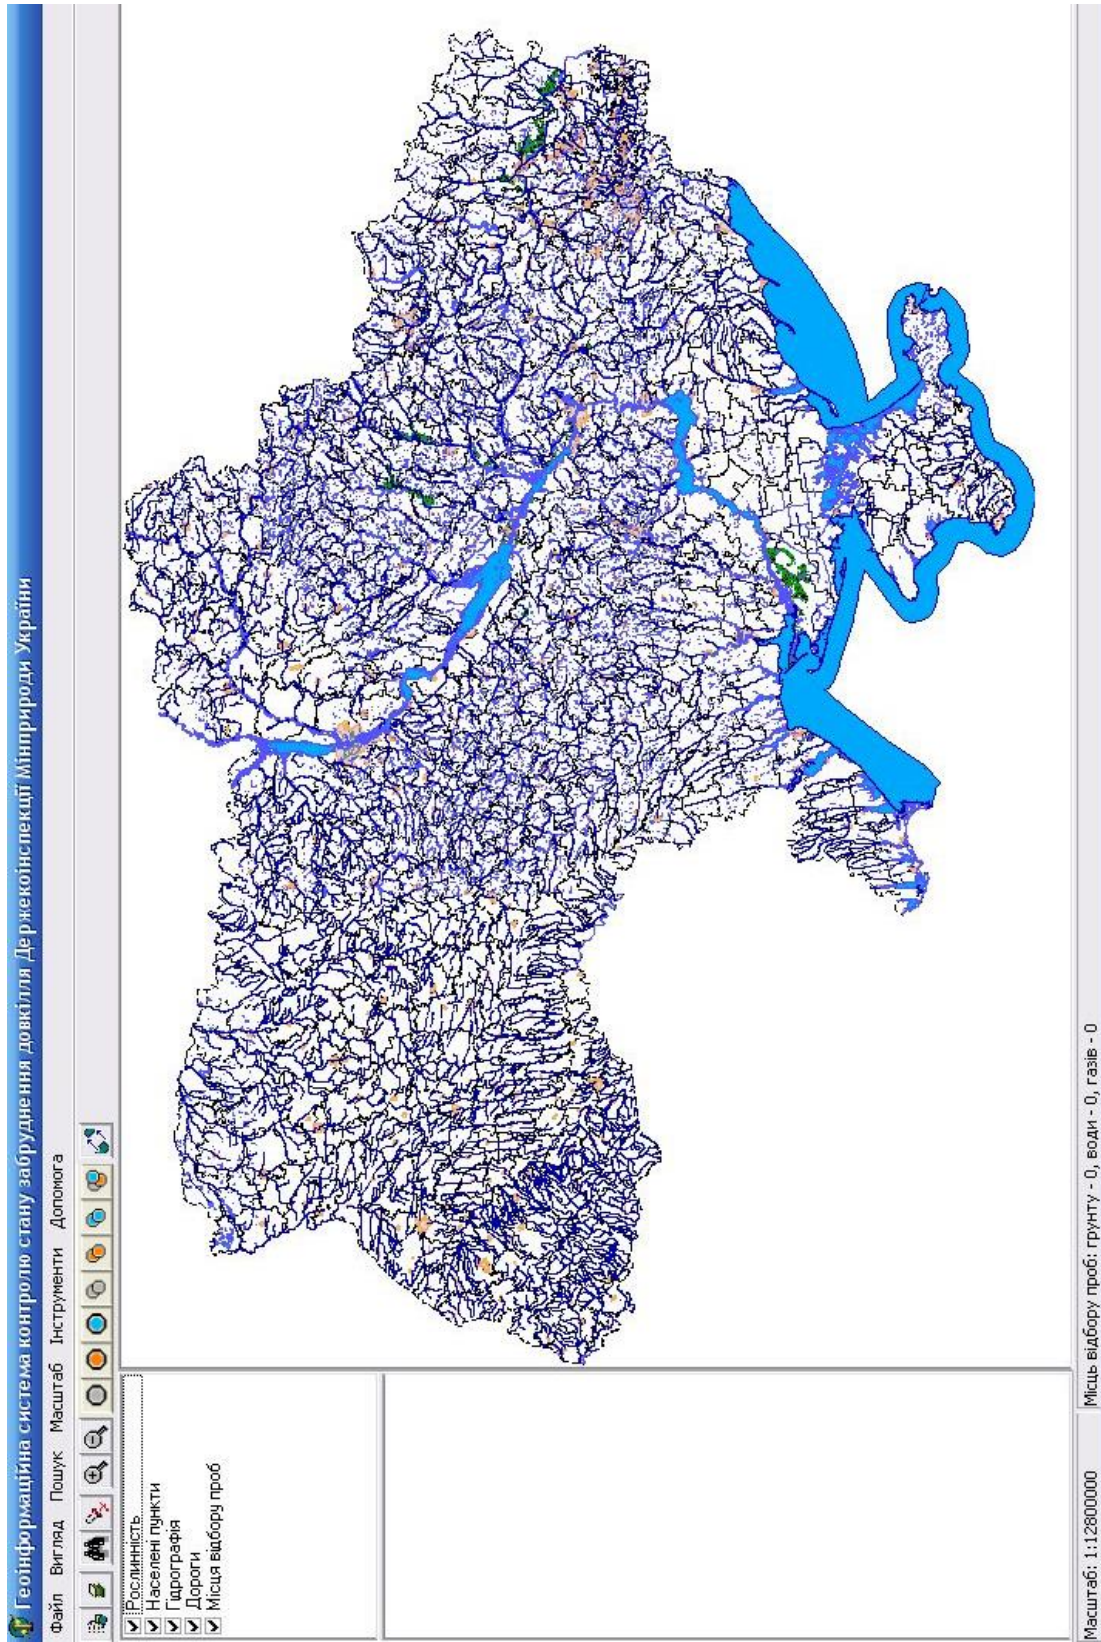 Геоінформаційна система контролю стану забруднення довкілля Держекоінспекції Мінприроди України
Файл Вигляд Пошук Масштаб Інструменти Допомога
Рослинність
Населені пункти
Гідрографія
Дороги
Місця відбору проб
Масштаб: 1:12800000 Місць відбору проб: грунту - 0, води - 0, газів - 0